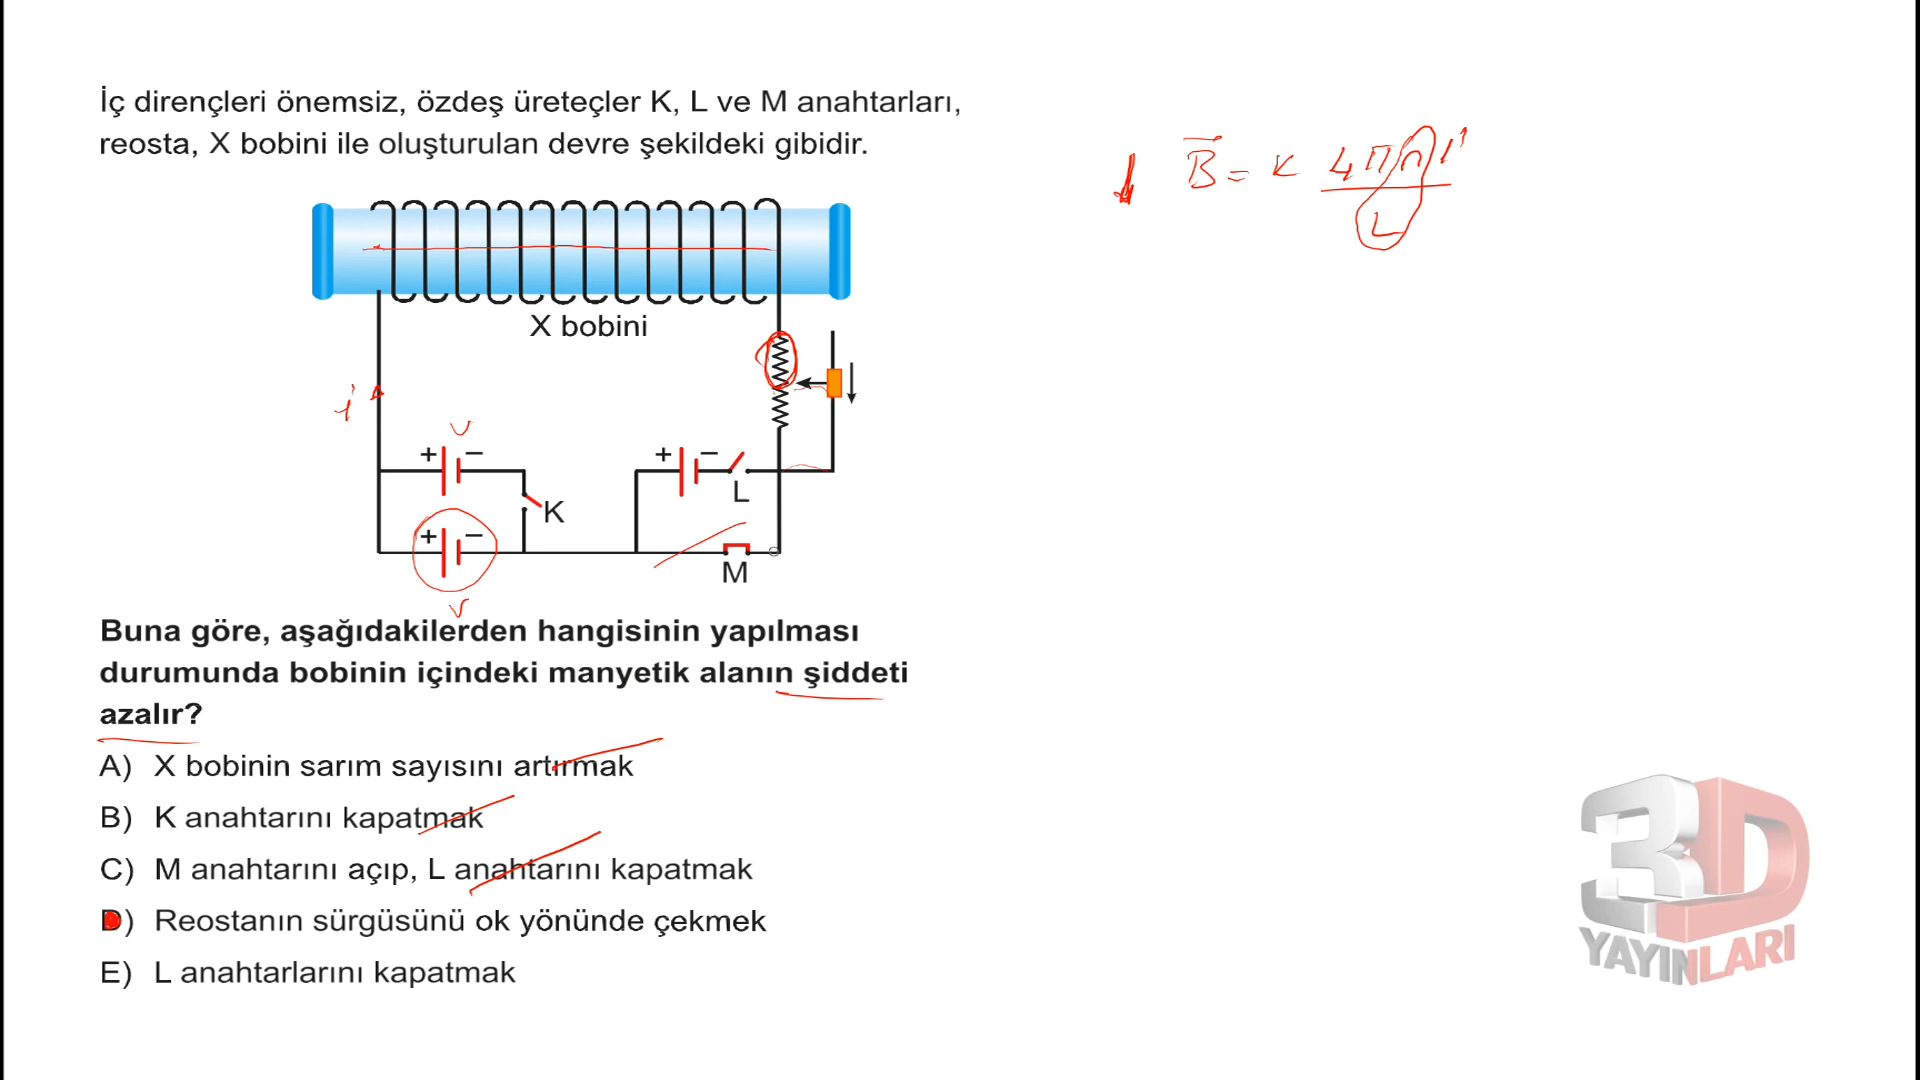 İç dirençleri önemsiz, özdeş üreteçler K, L ve M anahtarları,
reosta, X bobini ile oluşturulan devre şekildeki gibidir.
B = K 4πni
L
X bobini
i
V
+ −
+ −
K
L
+ −
M
V
Buna göre, aşağıdakilerden hangisinin yapılması
durumunda bobinin içindeki manyetik alanın şiddeti
azalır?
A) X bobinin sarım sayısını artırmak
B) K anahtarını kapatmak
C) M anahtarını açıp, L anahtarını kapatmak
D) Reostanın sürgüsünü ok yönünde çekmek
E) L anahtarlarını kapatmak
3D
YAYINLARI